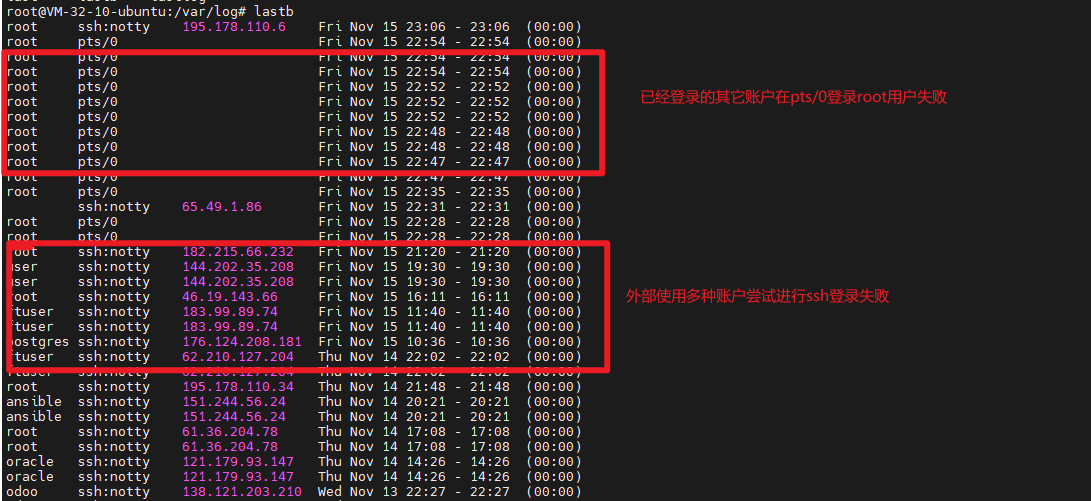 root@VM-32-10-ubuntu:/var/log# lastb
root ssh:notty 195.178.110.6 Fri Nov 15 23:06 - 23:06 (00:00)
root pts/0 Fri Nov 15 22:54 - 22:54 (00:00)
root pts/0 Fri Nov 15 22:54 - 22:54 (00:00)
root pts/0 Fri Nov 15 22:54 - 22:54 (00:00)
root pts/0 Fri Nov 15 22:52 - 22:52 (00:00)
root pts/0 Fri Nov 15 22:52 - 22:52 (00:00)
root pts/0 Fri Nov 15 22:52 - 22:52 (00:00)
root pts/0 Fri Nov 15 22:48 - 22:48 (00:00)
root pts/0 Fri Nov 15 22:48 - 22:48 (00:00)
root pts/0 Fri Nov 15 22:47 - 22:47 (00:00)
已经登录的其它账户在pts/0登录root用户失败
root pts/0 Fri Nov 15 22:47 - 22:47 (00:00)
root pts/0 Fri Nov 15 22:35 - 22:35 (00:00)
ssh:notty 65.49.1.86 Fri Nov 15 22:31 - 22:31 (00:00)
root pts/0 Fri Nov 15 22:28 - 22:28 (00:00)
root pts/0 Fri Nov 15 22:28 - 22:28 (00:00)
root ssh:notty 182.215.66.232 Fri Nov 15 21:20 - 21:20 (00:00)
user ssh:notty 144.202.35.208 Fri Nov 15 19:30 - 19:30 (00:00)
user ssh:notty 144.202.35.208 Fri Nov 15 19:30 - 19:30 (00:00)
root ssh:notty 46.19.143.66 Fri Nov 15 16:11 - 16:11 (00:00)
ftuser ssh:notty 183.99.89.74 Fri Nov 15 11:40 - 11:40 (00:00)
ftuser ssh:notty 183.99.89.74 Fri Nov 15 11:40 - 11:40 (00:00)
postgres ssh:notty 176.124.208.181 Fri Nov 15 10:36 - 10:36 (00:00)
ftuser ssh:notty 62.210.127.204 Thu Nov 14 22:02 - 22:02 (00:00)
外部使用多种账户尝试进行ssh登录失败
ftuser ssh:notty 62.210.127.204 Thu Nov 14 22:02 - 22:02 (00:00)
root ssh:notty 195.178.110.34 Thu Nov 14 21:48 - 21:48 (00:00)
ansible ssh:notty 151.244.56.24 Thu Nov 14 20:21 - 20:21 (00:00)
ansible ssh:notty 151.244.56.24 Thu Nov 14 20:21 - 20:21 (00:00)
root ssh:notty 61.36.204.78 Thu Nov 14 17:08 - 17:08 (00:00)
root ssh:notty 61.36.204.78 Thu Nov 14 17:08 - 17:08 (00:00)
oracle ssh:notty 121.179.93.147 Thu Nov 14 14:26 - 14:26 (00:00)
oracle ssh:notty 121.179.93.147 Thu Nov 14 14:26 - 14:26 (00:00)
odoo ssh:notty 138.121.203.210 Wed Nov 13 22:27 - 22:27 (00:00)